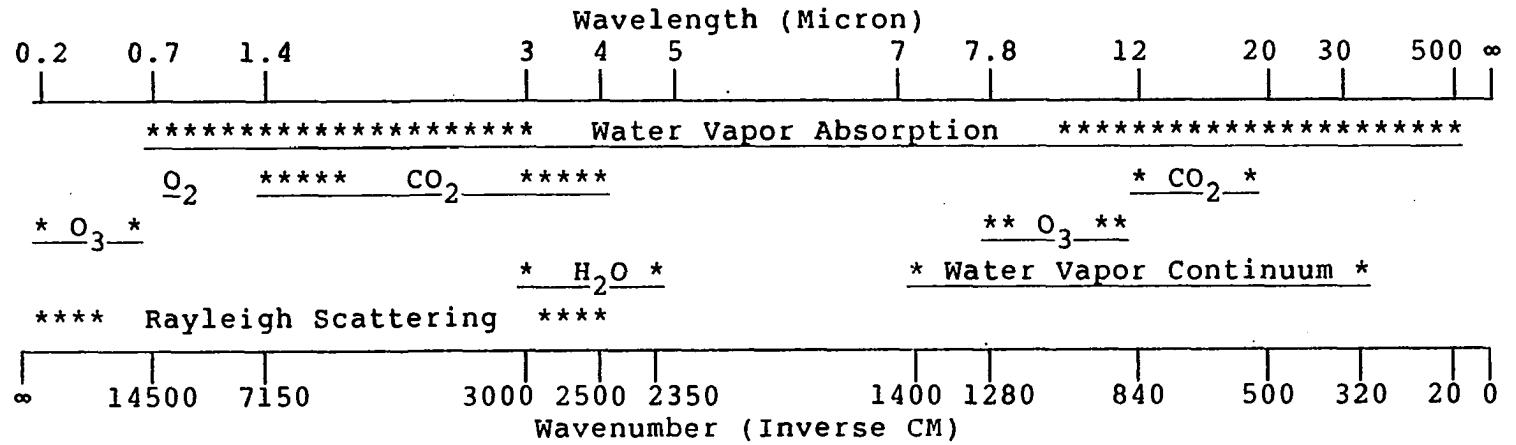 Wavelength (Micron)
0.2 0.7 1.4 3 4 5 7 7.8 12 20 30 500 ∞
********************* Water Vapor Absorption **********************
O2 ***** CO2 ***** * CO2 *
* O3 * ** O3 **
* H2O * * Water Vapor Continuum *
**** Rayleigh Scattering ****
∞ 14500 7150 3000 2500 2350 1400 1280 840 500 320 20 0
Wavenumber (Inverse CM)